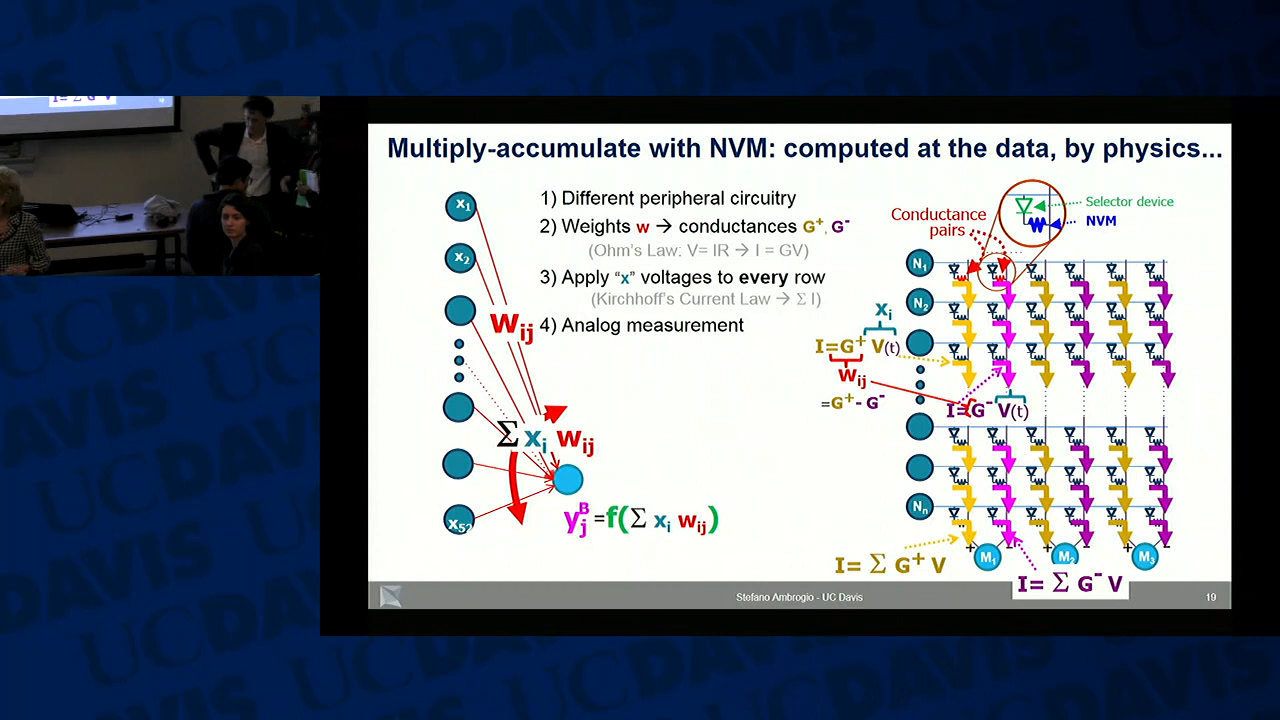 I= Σ G⁻ V
Multiply-accumulate with NVM: computed at the data, by physics...
1) Different peripheral circuitry
2) Weights w → conductances G⁺, G⁻
(Ohm's Law: V= IR → I = GV)
3) Apply "x" voltages to every row
(Kirchhoff's Current Law → Σ I)
4) Analog measurement
x₁
x₂
wᵢⱼ
Σ xᵢ wᵢⱼ
x₅₂
yⱼᴮ =f(Σ xᵢ wᵢⱼ)
Selector device
NVM
Conductance
pairs
N₁
N₂
xᵢ
I=G⁺ V(t)
wᵢⱼ
=G⁺- G⁻
I=G⁻ V(t)
Nₙ
+ - + - + -
M₁ M₂ M₃
I= Σ G⁺ V
I= Σ G⁻ V
Stefano Ambrogio - UC Davis
19
UC DAVIS